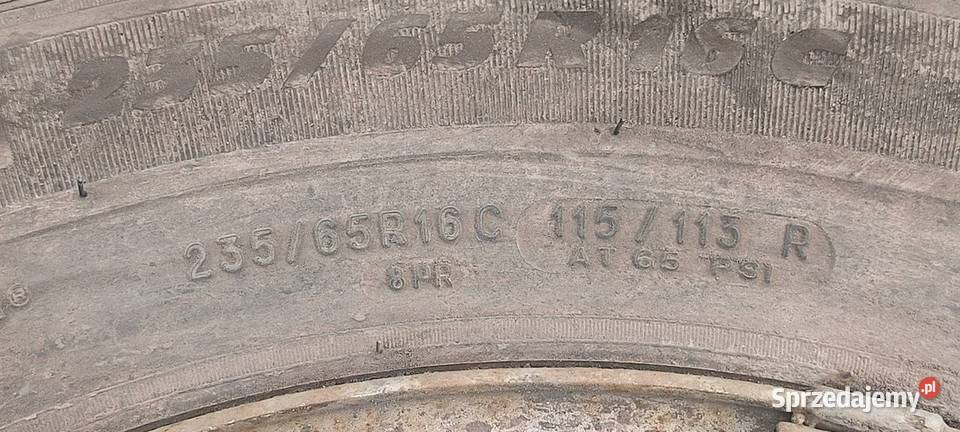 235/65R16C
235/65R16C 115/113 R
8PR AT 65 PSI
®
Sprzedajemy.pl